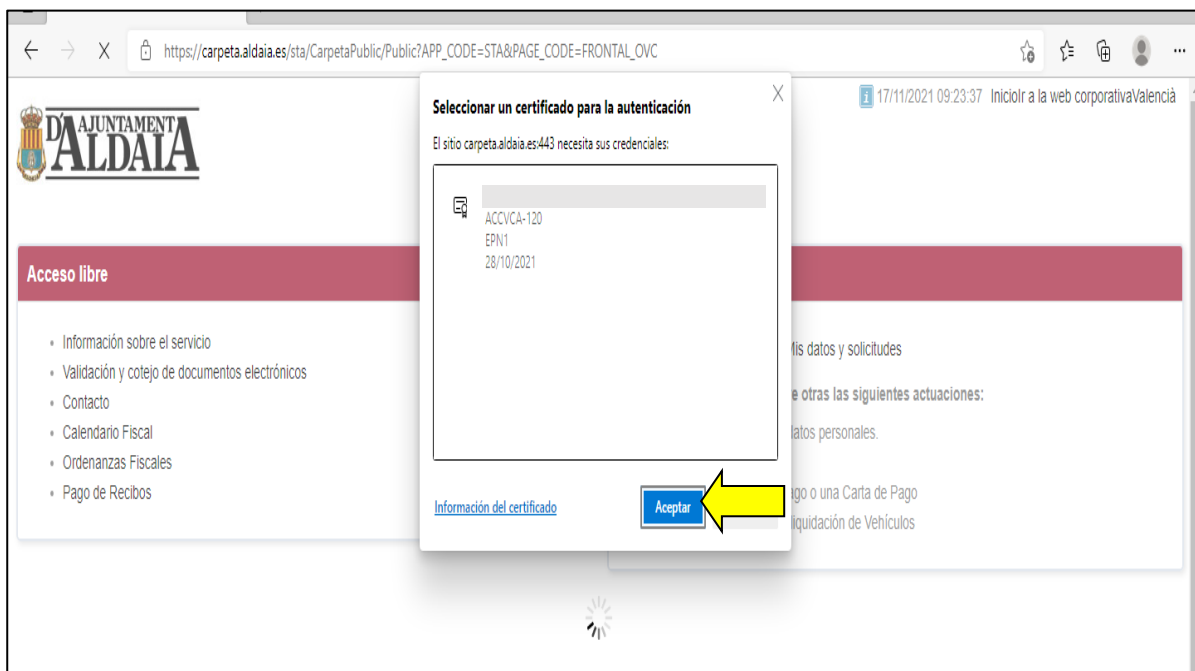 https://carpeta.aldaia.es/sta/CarpetaPublic/Public?APP_CODE=STA&PAGE_CODE=FRONTAL_OVC
17/11/2021 09:23:37 InicioIr a la web corporativaValencià
AJUNTAMENT
D'ALDAIA
Seleccionar un certificado para la autenticación
El sitio carpeta.aldaia.es:443 necesita sus credenciales:
ACCVCA-120
EPN1
28/10/2021
Información del certificado
Aceptar
Acceso libre
Información sobre el servicio
Validación y cotejo de documentos electrónicos
Contacto
Calendario Fiscal
Ordenanzas Fiscales
Pago de Recibos
Mis datos y solicitudes
e otras las siguientes actuaciones:
datos personales.
ago o una Carta de Pago
liquidación de Vehículos